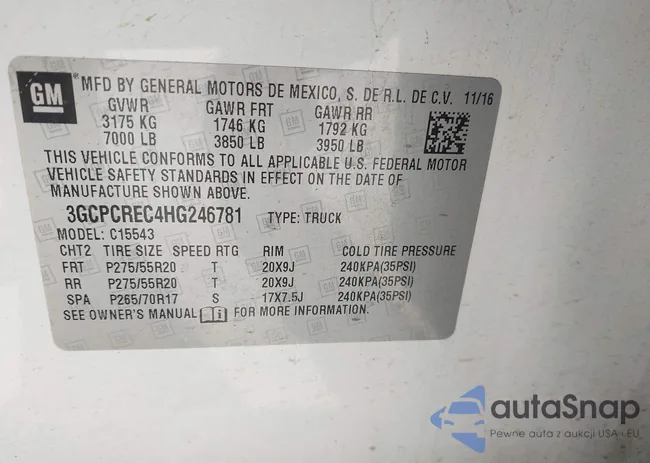 GM
MFD BY GENERAL MOTORS DE MEXICO, S. DE R.L. DE C.V. 11/16
GVWR GAWR FRT GAWR RR
3175 KG 1746 KG 1792 KG
7000 LB 3850 LB 3950 LB
THIS VEHICLE CONFORMS TO ALL APPLICABLE U.S. FEDERAL MOTOR
VEHICLE SAFETY STANDARDS IN EFFECT ON THE DATE OF
MANUFACTURE SHOWN ABOVE.
3GCPCREC4HG246781 TYPE: TRUCK
MODEL: C15543
CHT2 TIRE SIZE SPEED RTG RIM COLD TIRE PRESSURE
FRT P275/55R20 T 20X9J 240KPA(35PSI)
RR P275/55R20 T 20X9J 240KPA(35PSI)
SPA P265/70R17 S 17X7.5J 240KPA(35PSI)
SEE OWNER'S MANUAL FOR MORE INFORMATION.
autaSnap
Pewne auta z aukcji USA i EU